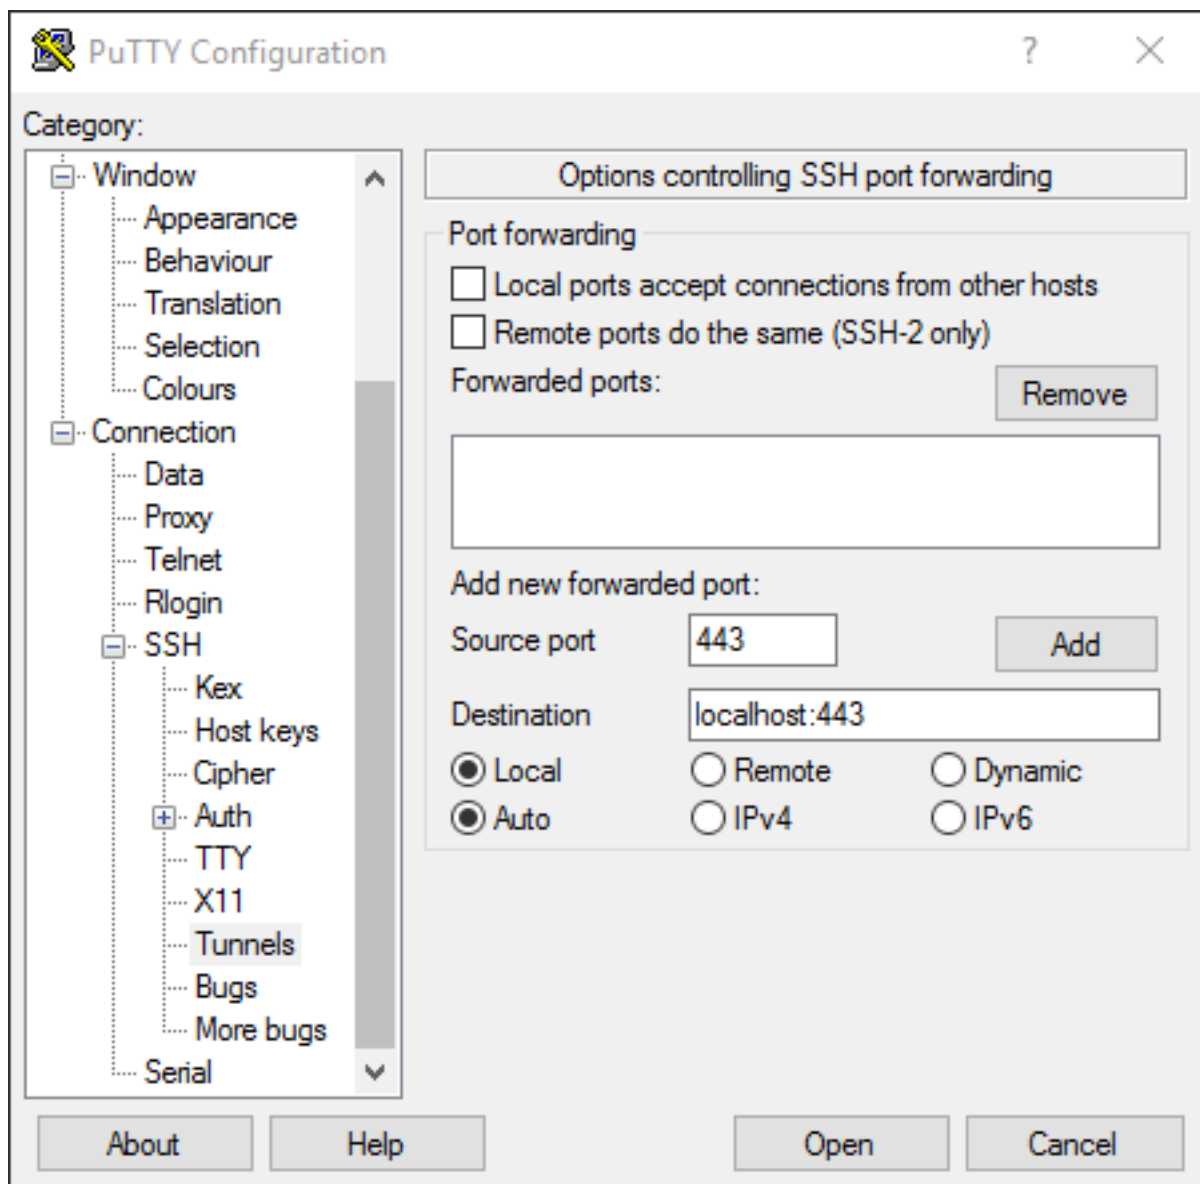 PuTTY Configuration
?
Category:
Window
Appearance
Behaviour
Translation
Selection
Colours
Connection
Data
Proxy
Telnet
Rlogin
SSH
Kex
Host keys
Cipher
Auth
TTY
X11
Tunnels
Bugs
More bugs
Serial
Options controlling SSH port forwarding
Port forwarding
Local ports accept connections from other hosts
Remote ports do the same (SSH-2 only)
Forwarded ports:
Remove
Add new forwarded port:
Source port 443 Add
Destination localhost:443
Local Remote Dynamic
Auto IPv4 IPv6
About Help Open Cancel